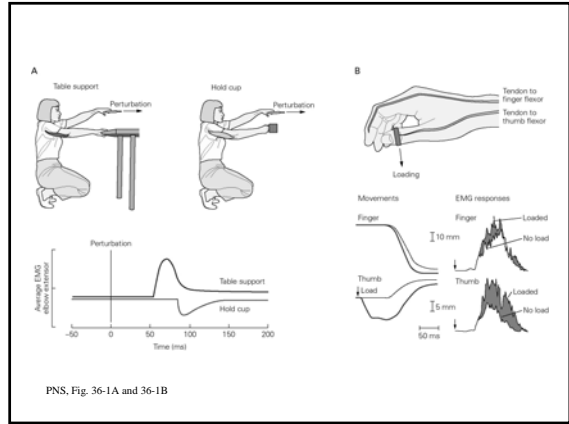 A
Table support
Perturbation
Hold cup
Perturbation
Perturbation
Average EMG
elbow extensor
Table support
Hold cup
-50
0
50
100
150
200
Time (ms)
B
Tendon to
finger flexor
Tendon to
thumb flexor
Loading
Movements
EMG responses
Finger
10 mm
Finger
Loaded
No load
Thumb
Load
5 mm
50 ms
Thumb
Loaded
No load
PNS, Fig. 36-1A and 36-1B